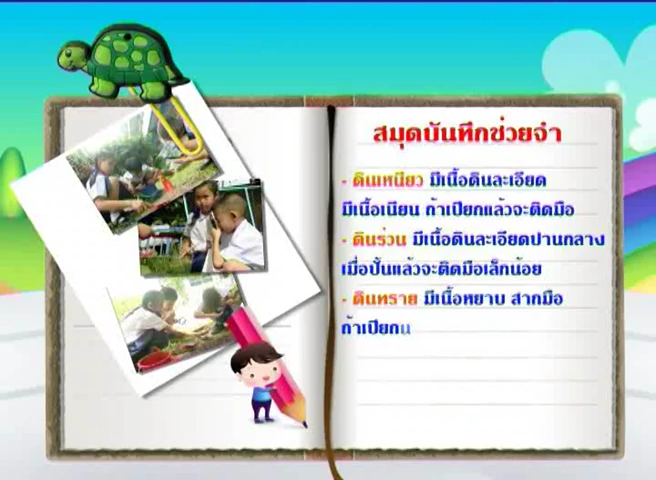 สมุดบันทึกช่วยจำ
- ดินเหนียว มีเนื้อดินละเอียด
มีเนื้อเนียน ถ้าเปียกแล้วจะติดมือ
- ดินร่วน มีเนื้อดินละเอียดปานกลาง
เมื่อปั้นแล้วจะติดมือเล็กน้อย
- ดินทราย มีเนื้อหยาบ สากมือ
ถ้าเปียกน